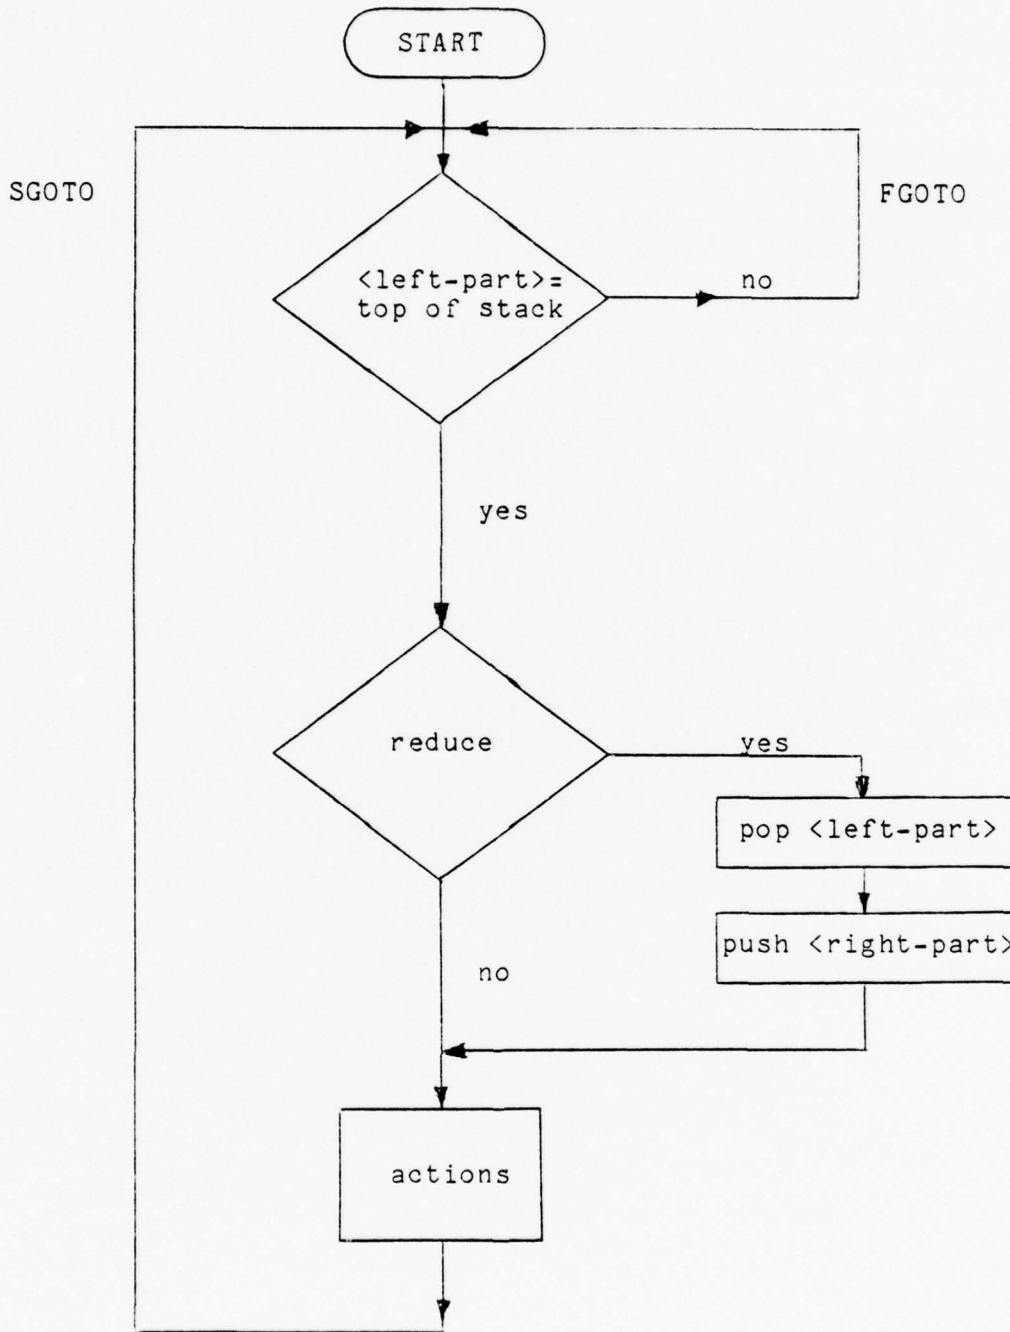 START
SGOTO
FGOTO
<left-part>=
top of stack
no
yes
reduce
yes
pop <left-part>
push <right-part>
no
actions